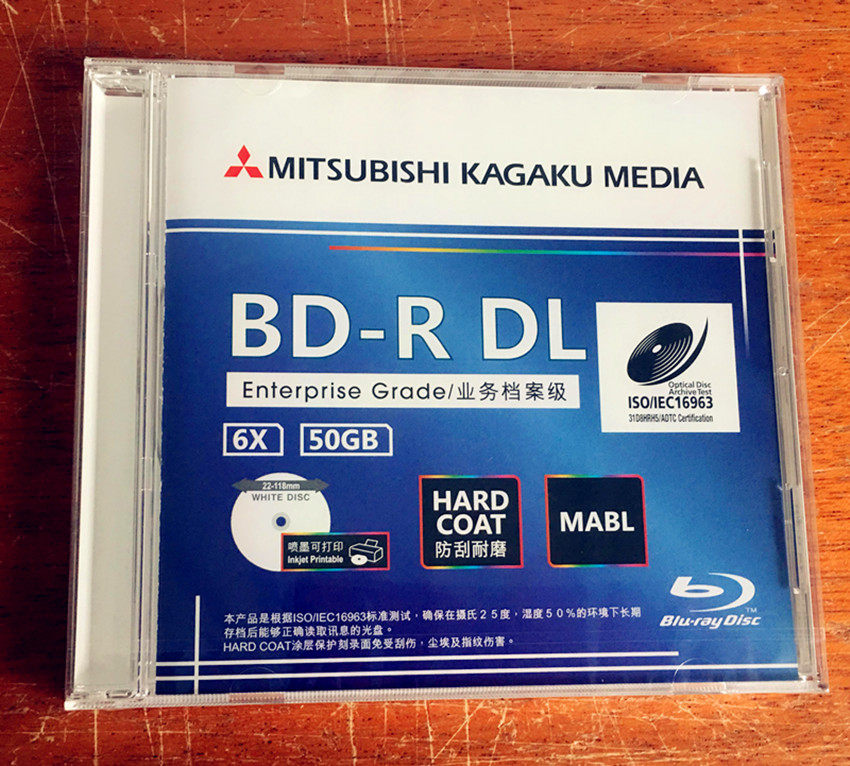 MITSUBISHI KAGAKU MEDIA
BD-R DL
Enterprise Grade/业务档案级
6X 50GB
Optical Disc
Archive Test
ISO/IEC16963
31D8HRH5/ADTC Certification
22-118mm
WHITE DISC
喷墨可打印
Inkjet Printable
HARD
COAT
防刮耐磨
MABL
本产品是根据ISO/IEC16963标准测试，确保在摄氏25度，湿度50%的环境下长期
存档后能够正确读取讯息的光盘。
HARD COAT涂层保护刻录面免受刮伤，尘埃及指纹伤害。
Blu-ray Disc TM